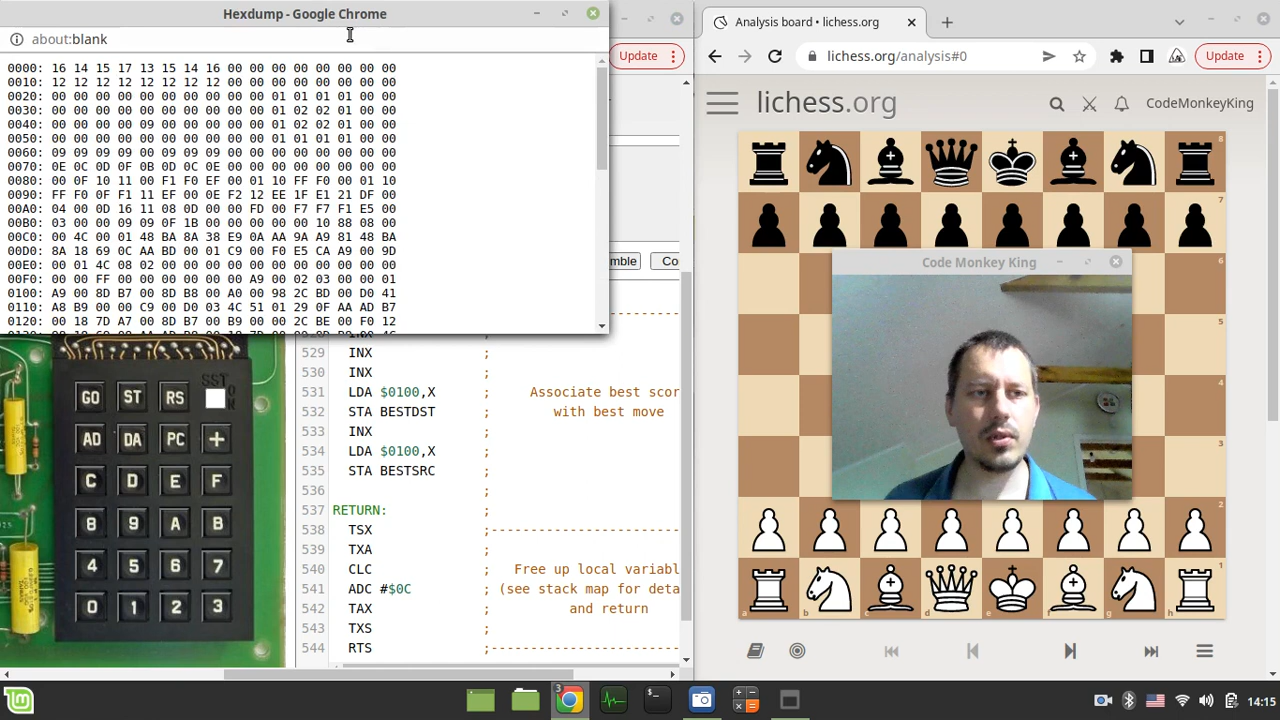 Hexdump - Google Chrome
about:blank
0000: 16 14 15 17 13 15 14 16 00 00 00 00 00 00 00 00
0010: 12 12 12 12 12 12 12 12 00 00 00 00 00 00 00 00
0020: 00 00 00 00 00 00 00 00 00 00 01 01 01 01 00 00
0030: 00 00 00 00 00 00 00 00 00 00 01 02 02 01 00 00
0040: 00 00 00 00 09 00 00 00 00 00 01 02 02 01 00 00
0050: 00 00 00 00 00 00 00 00 00 00 01 01 01 01 00 00
0060: 09 09 09 09 00 09 09 09 00 00 00 00 00 00 00 00
0070: 0E 0C 0D 0F 0B 0D 0C 0E 00 00 00 00 00 00 00 00
0080: 00 0F 10 11 00 F1 F0 EF 00 01 10 FF F0 00 01 10
0090: FF F0 0F F1 11 EF 00 0E F2 12 EE 1F E1 21 DF 00
00A0: 04 00 0D 16 11 08 0D 00 00 FD 00 F7 F7 F1 E5 00
00B0: 03 00 00 09 09 0F 1B 00 00 00 00 10 88 08 00
00C0: 00 4C 00 01 48 BA 8A 38 E9 0A AA 9A A9 81 48 BA
00D0: 8A 18 69 0C AA BD 00 01 C9 00 F0 E5 CA A9 00 9D
00E0: 00 01 4C 08 02 00 00 00 00 00 00 00 00 00 00 00
00F0: 00 00 FF 00 00 00 00 00 00 A9 00 02 F3 00 00 01
0100: A9 00 8D B7 00 8D B8 00 A0 00 98 2C BD 00 D0 41
0110: A8 B9 00 00 C9 00 D0 03 4C 51 01 29 0F AA AD B7
0120: 00 18 7D A7 00 8D B7 00 B9 00 00 2C BE 00 F0 12
Update
mble
Co
529 INX ;
530 INX ;
531 LDA $0100,X ; Associate best scor
532 STA BESTDST ; with best move
533 INX ;
534 LDA $0100,X ;
535 STA BESTSRC ;
536 ;
537 RETURN: ;
538 TSX ;-----------------------
539 TXA ;
540 CLC ; Free up local variabl
541 ADC #$0C ; (see stack map for deta
542 TAX ; and return
543 TXS ;
544 RTS ;-----------------------
GO ST RS SST ON
AD DA PC +
C D E F
8 9 A B
4 5 6 7
0 1 2 3
Analysis board • lichess.org
lichess.org/analysis#0
Update
lichess.org
CodeMonkeyKing
Code Monkey King
8
7
6
5
4
3
2
1
a b c d e f g h
3
14:15